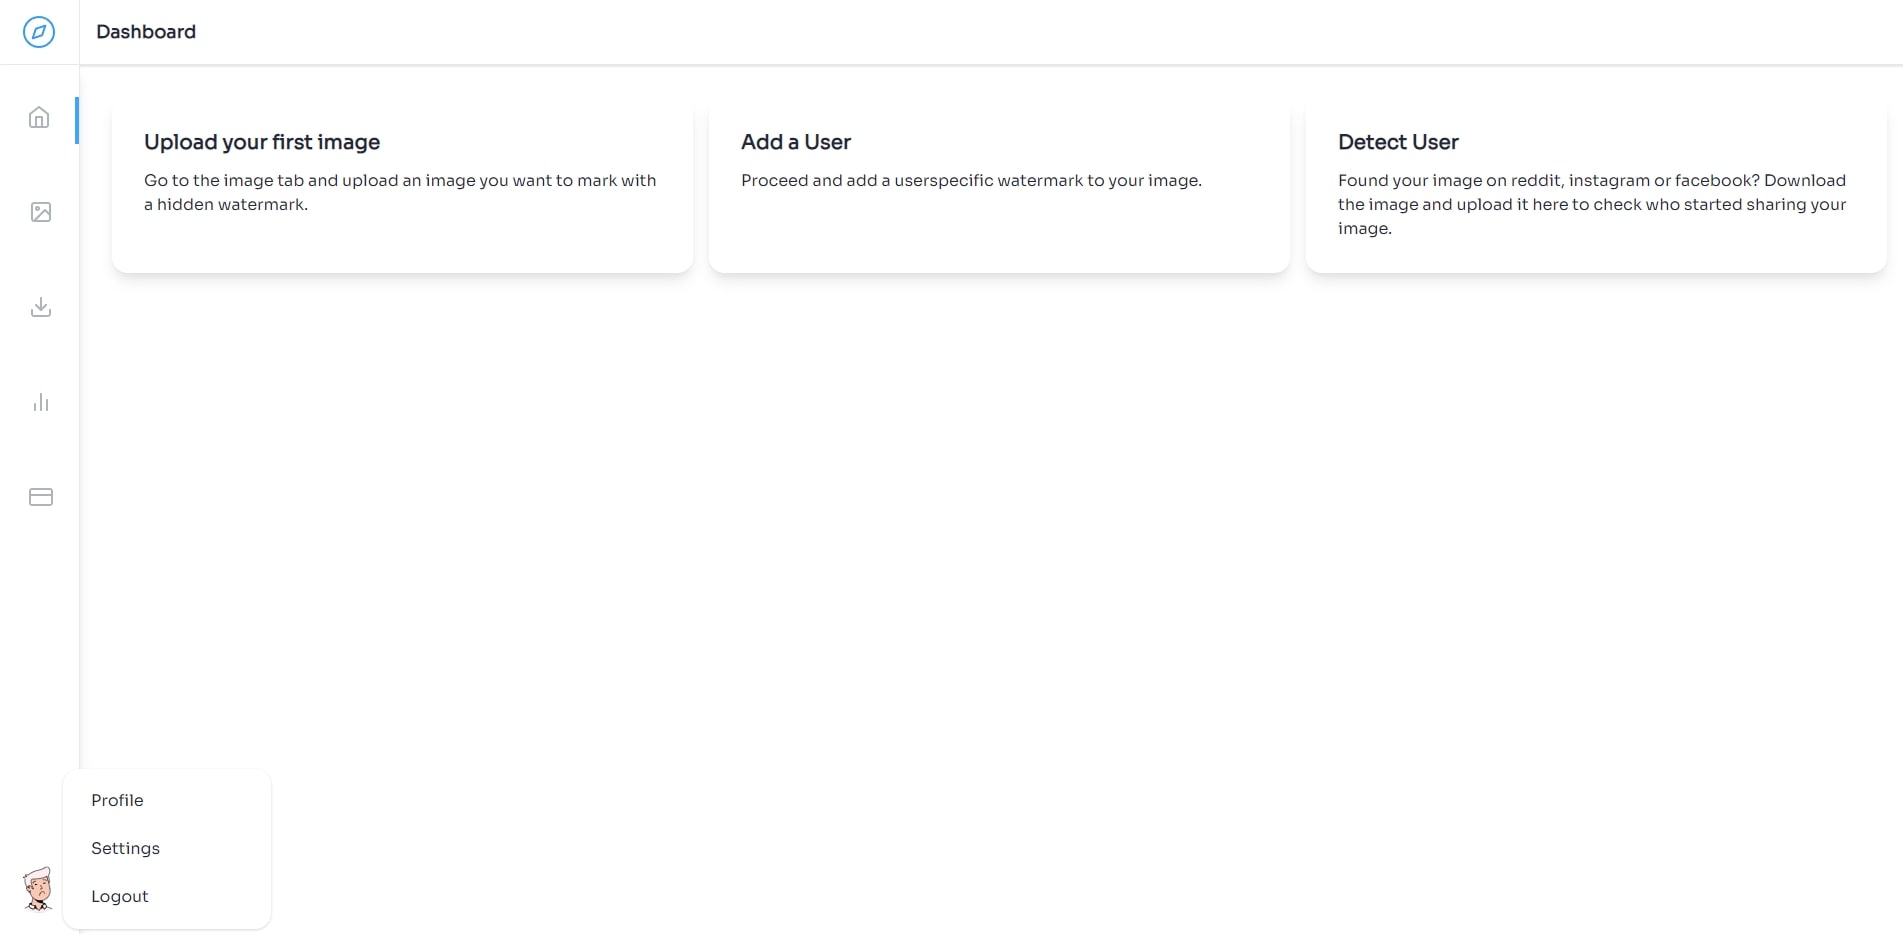 Dashboard
Upload your first image
Go to the image tab and upload an image you want to mark with
a hidden watermark.
Add a User
Proceed and add a userspecific watermark to your image.
Detect User
Found your image on reddit, instagram or facebook? Download
the image and upload it here to check who started sharing your
image.
Profile
Settings
Logout